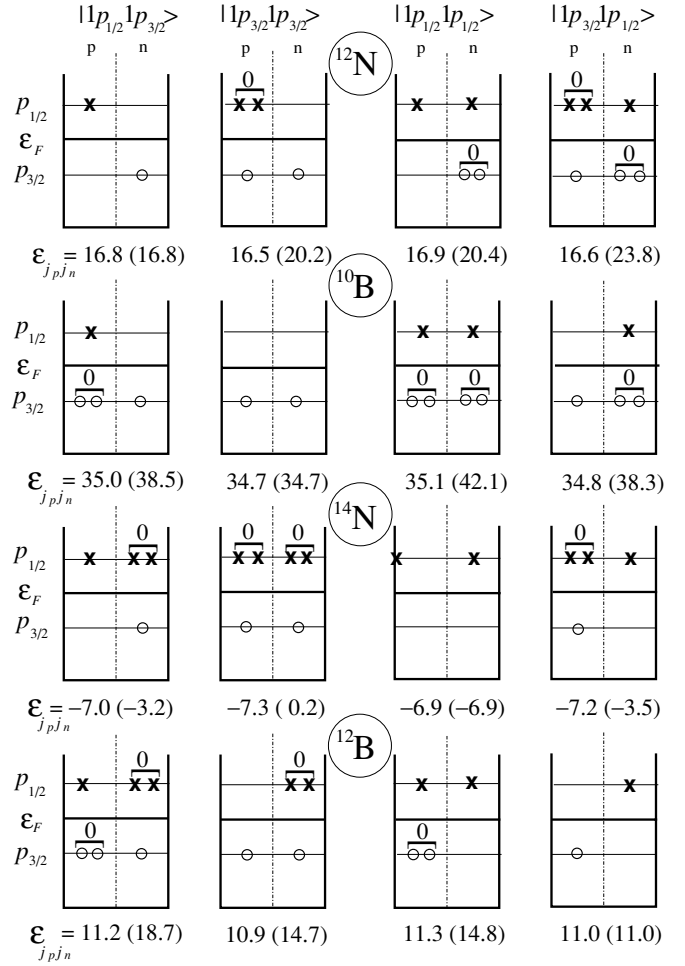 |1p1/2 1p3/2> |1p3/2 1p3/2> |1p1/2 1p1/2> |1p3/2 1p1/2>
p n p n p n p n
12N
0 0
p1/2 x x x x x x x x
εF
0 0
p3/2
εjpjn = 16.8 (16.8) 16.5 (20.2) 16.9 (20.4) 16.6 (23.8)
10B
p1/2 x x x x
εF
0 0 0 0
p3/2
εjpjn = 35.0 (38.5) 34.7 (34.7) 35.1 (42.1) 34.8 (38.3)
14N
0 0 0 0
p1/2 x x x x x x x x x x x x
εF
p3/2
εjpjn = −7.0 (−3.2) −7.3 ( 0.2) −6.9 (−6.9) −7.2 (−3.5)
12B
0 0
p1/2 x x x x x x x x
εF
0 0
p3/2
εjpjn = 11.2 (18.7) 10.9 (14.7) 11.3 (14.8) 11.0 (11.0)